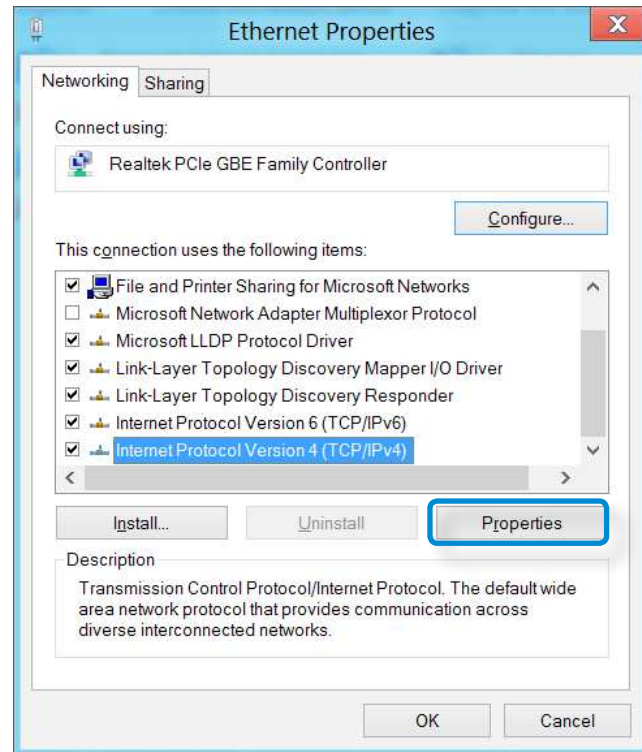 Ethernet Properties
X
Networking
Sharing
Connect using:
Realtek PCIe GBE Family Controller
Configure...
This connection uses the following items:
File and Printer Sharing for Microsoft Networks
Microsoft Network Adapter Multiplexor Protocol
Microsoft LLDP Protocol Driver
Link-Layer Topology Discovery Mapper I/O Driver
Link-Layer Topology Discovery Responder
Internet Protocol Version 6 (TCP/IPv6)
Internet Protocol Version 4 (TCP/IPv4)
Install...
Uninstall
Properties
Description
Transmission Control Protocol/Internet Protocol. The default wide
area network protocol that provides communication across
diverse interconnected networks.
OK
Cancel